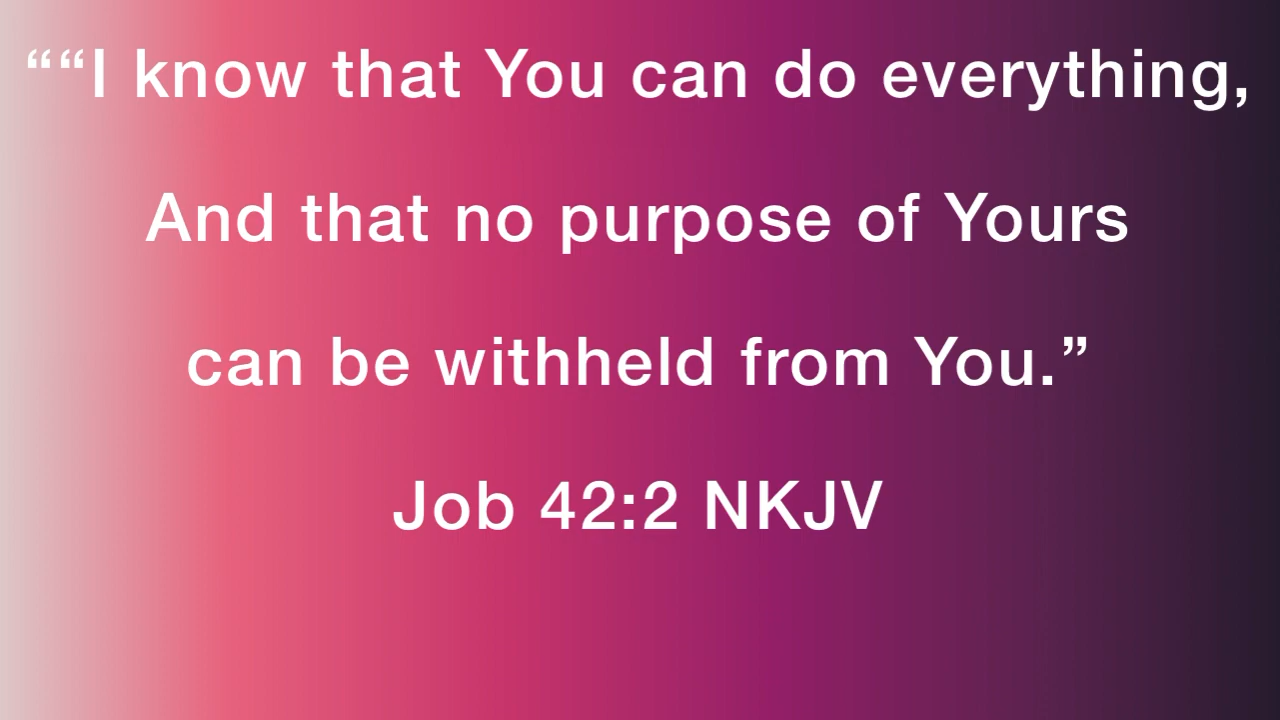 ““I know that You can do everything,
And that no purpose of Yours
can be withheld from You.”
Job 42:2 NKJV